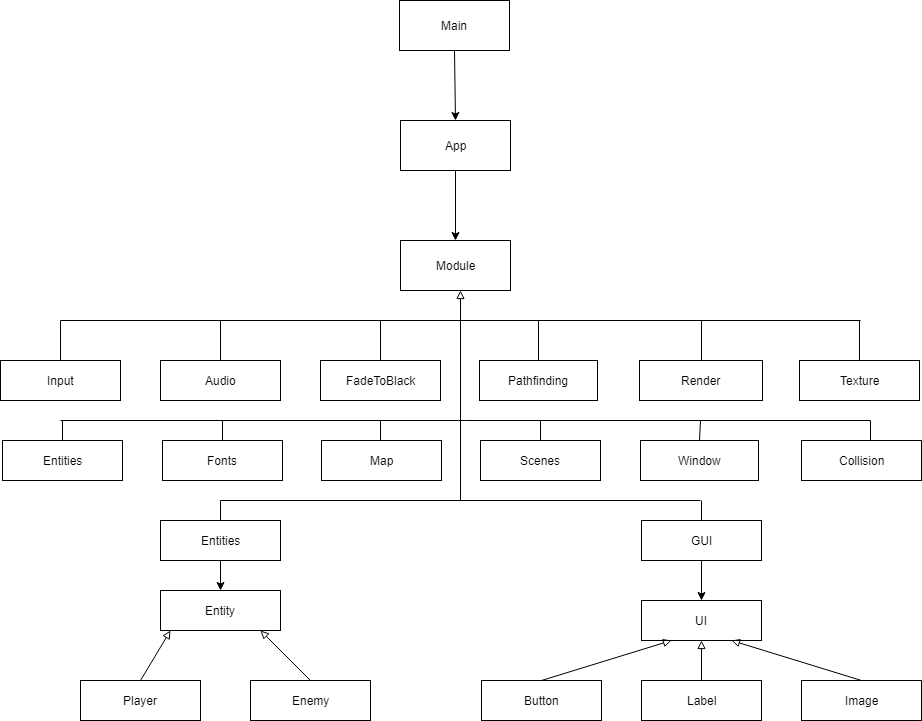 Main
App
Module
Input
Audio
FadeToBlack
Pathfinding
Render
Texture
Entities
Fonts
Map
Scenes
Window
Collision
Entities
GUI
Entity
UI
Player
Enemy
Button
Label
Image